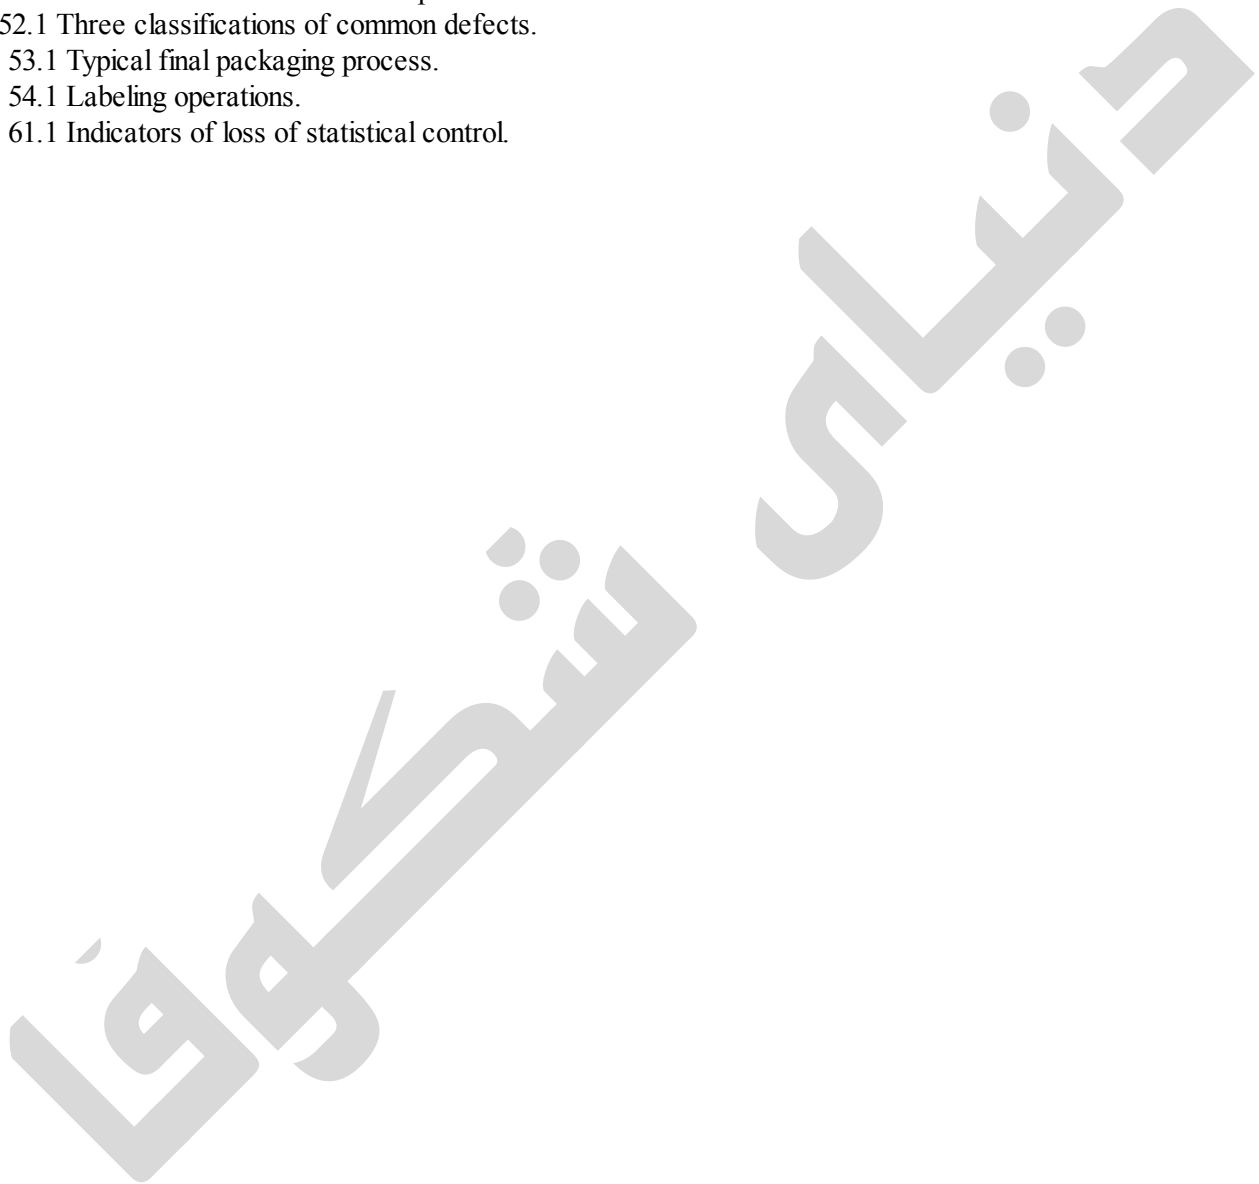 52.1 Three classifications of common defects.
53.1 Typical final packaging process.
54.1 Labeling operations.
61.1 Indicators of loss of statistical control.
دنیای شکوفا